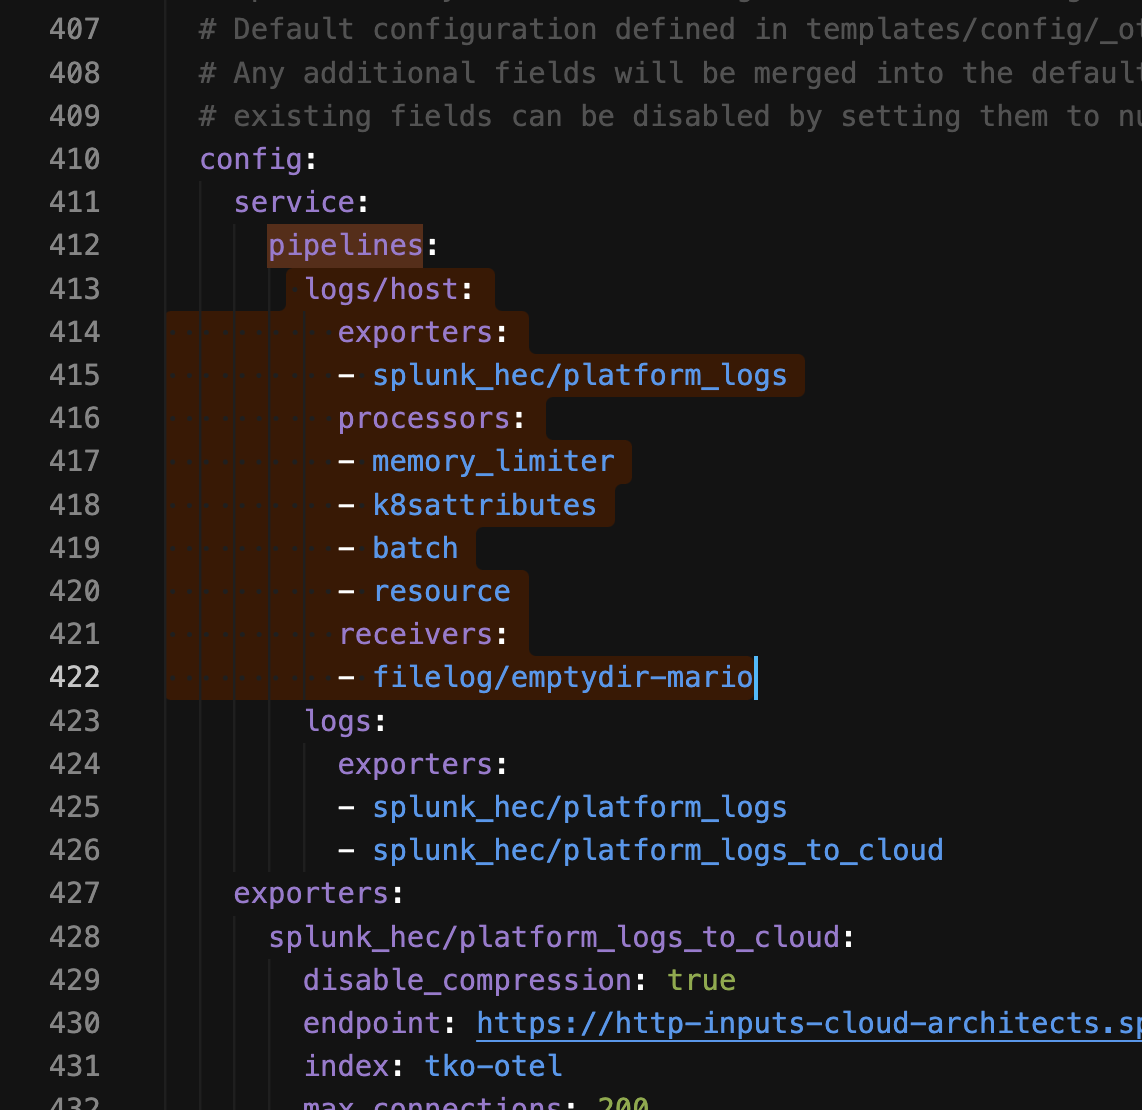 407 # Default configuration defined in templates/config/_ot
408 # Any additional fields will be merged into the default
409 # existing fields can be disabled by setting them to nu
410 config:
411 service:
412 pipelines:
413 logs/host:
414 exporters:
415 - splunk_hec/platform_logs
416 processors:
417 - memory_limiter
418 - k8sattributes
419 - batch
420 - resource
421 receivers:
422 - filelog/emptydir-mario
423 logs:
424 exporters:
425 - splunk_hec/platform_logs
426 - splunk_hec/platform_logs_to_cloud
427 exporters:
428 splunk_hec/platform_logs_to_cloud:
429 disable_compression: true
430 endpoint: https://http-inputs-cloud-architects.sp
431 index: tko-otel
432 max_connections: 200